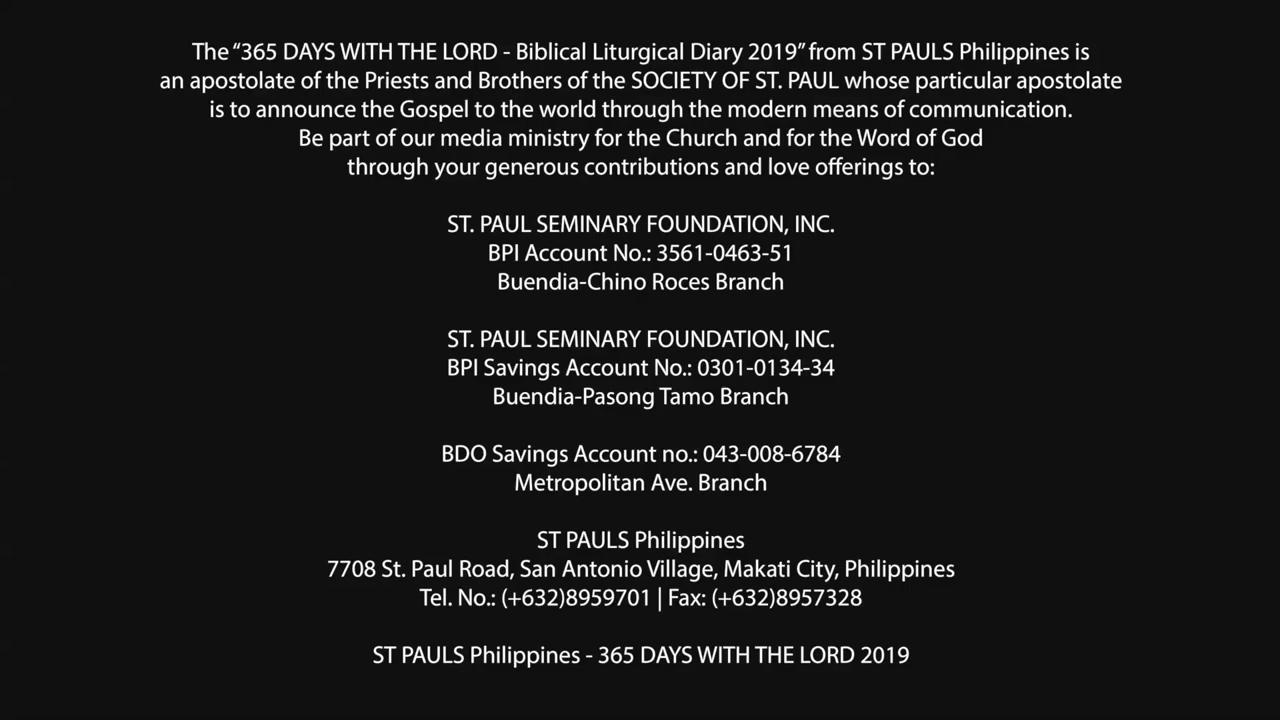 The “365 DAYS WITH THE LORD - Biblical Liturgical Diary 2019” from ST PAULS Philippines is
an apostolate of the Priests and Brothers of the SOCIETY OF ST. PAUL whose particular apostolate
is to announce the Gospel to the world through the modern means of communication.
Be part of our media ministry for the Church and for the Word of God
through your generous contributions and love offerings to:
ST. PAUL SEMINARY FOUNDATION, INC.
BPI Account No.: 3561-0463-51
Buendia-Chino Roces Branch
ST. PAUL SEMINARY FOUNDATION, INC.
BPI Savings Account No.: 0301-0134-34
Buendia-Pasong Tamo Branch
BDO Savings Account no.: 043-008-6784
Metropolitan Ave. Branch
ST PAULS Philippines
7708 St. Paul Road, San Antonio Village, Makati City, Philippines
Tel. No.: (+632)8959701 | Fax: (+632)8957328
ST PAULS Philippines - 365 DAYS WITH THE LORD 2019